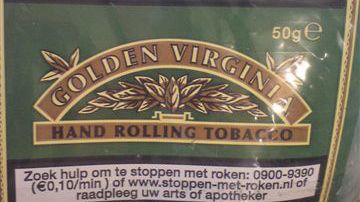 50g℮
GOLDEN VIRGINIA
HAND ROLLING TOBACCO
Zoek hulp om te stoppen met roken: 0900-9390
(€0,10/min) of www.stoppen-met-roken.nl of
raadpleeg uw arts of apotheker